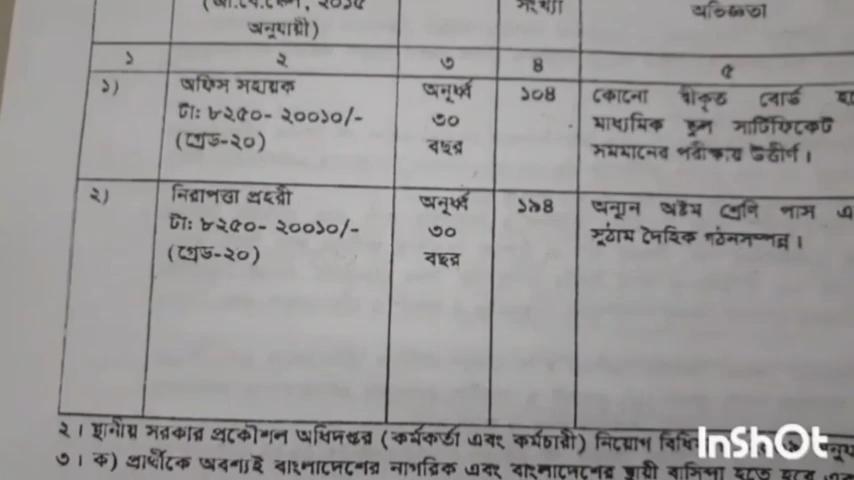 (জা.বে.স্কেল, ২০১৫
অনুযায়ী)
সংখ্যা
অভিজ্ঞতা
১ ২ ৩ ৪ ৫
১) অফিস সহায়ক অনূর্ধ্ব ১০৪ কোনো স্বীকৃত বোর্ড
টা: ৮২৫০- ২০০১০/- ৩০ মাধ্যমিক স্কুল সার্টিফিকেট
(গ্রেড-২০) বছর সমমানের পরীক্ষায় উত্তীর্ণ।
২) নিরাপত্তা প্রহরী অনূর্ধ্ব ১৯৪ অন্যূন অষ্টম শ্রেনি পাস
টা: ৮২৫০- ২০০১০/- ৩০ সুঠাম দৈহিক গঠনসম্পন্ন।
(গ্রেড-২০) বছর
২। স্থানীয় সরকার প্রকৌশল অধিদপ্তর (কর্মকর্তা এবং কর্মচারী) নিয়োগ
৩। ক) প্রার্থীকে অবশ্যই বাংলাদেশের নাগরিক এবং বাংলাদেশের স্থায়ী বাসিন্দা হতে হবে
InShOt